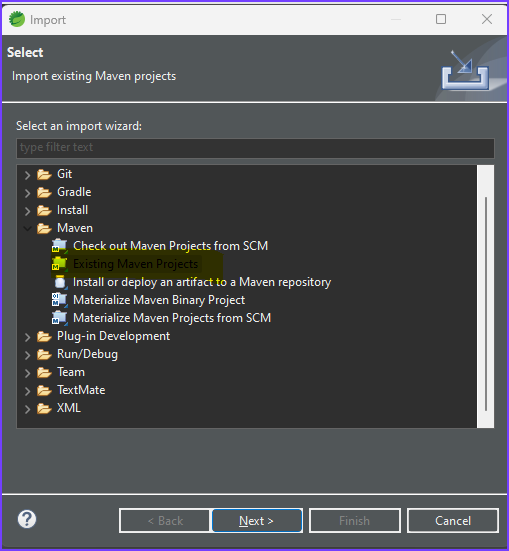 Import
Select
Import existing Maven projects
Select an import wizard:
type filter text
Git
Gradle
Install
Maven
Check out Maven Projects from SCM
Existing Maven Projects
Install or deploy an artifact to a Maven repository
Materialize Maven Binary Project
Materialize Maven Projects from SCM
Plug-in Development
Run/Debug
Team
TextMate
XML
< Back
Next >
Finish
Cancel